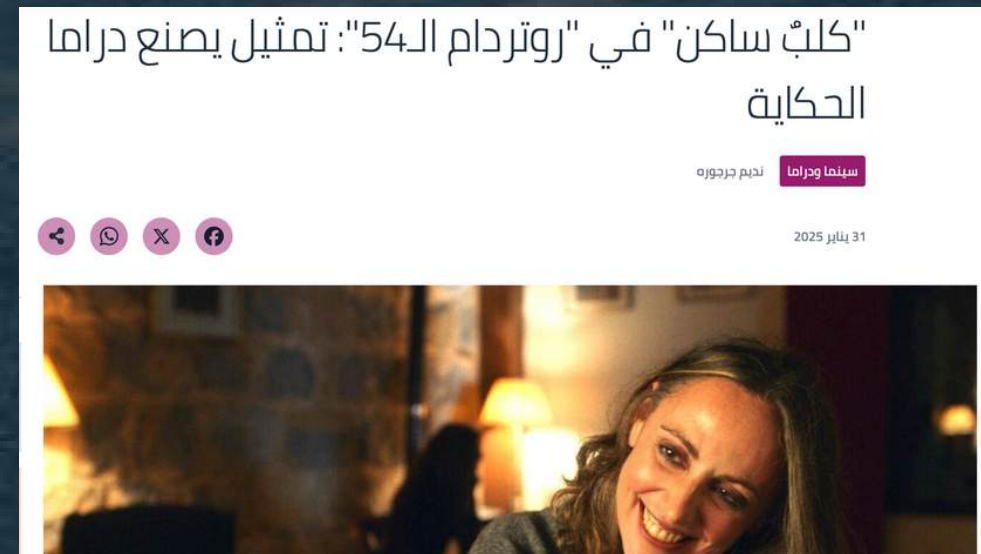 "كلبٌ ساكن" في "روتردام الـ54": تمثيل يصنع دراما
الحكاية
سينما ودراما نديم جرجوره
31 يناير 2025